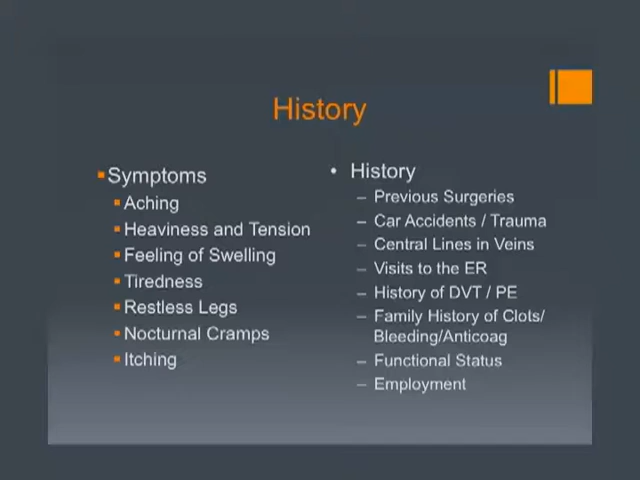 History
Symptoms
Aching
Heaviness and Tension
Feeling of Swelling
Tiredness
Restless Legs
Nocturnal Cramps
Itching
• History
– Previous Surgeries
– Car Accidents / Trauma
– Central Lines in Veins
– Visits to the ER
– History of DVT / PE
– Family History of Clots/
Bleeding/Anticoag
– Functional Status
– Employment